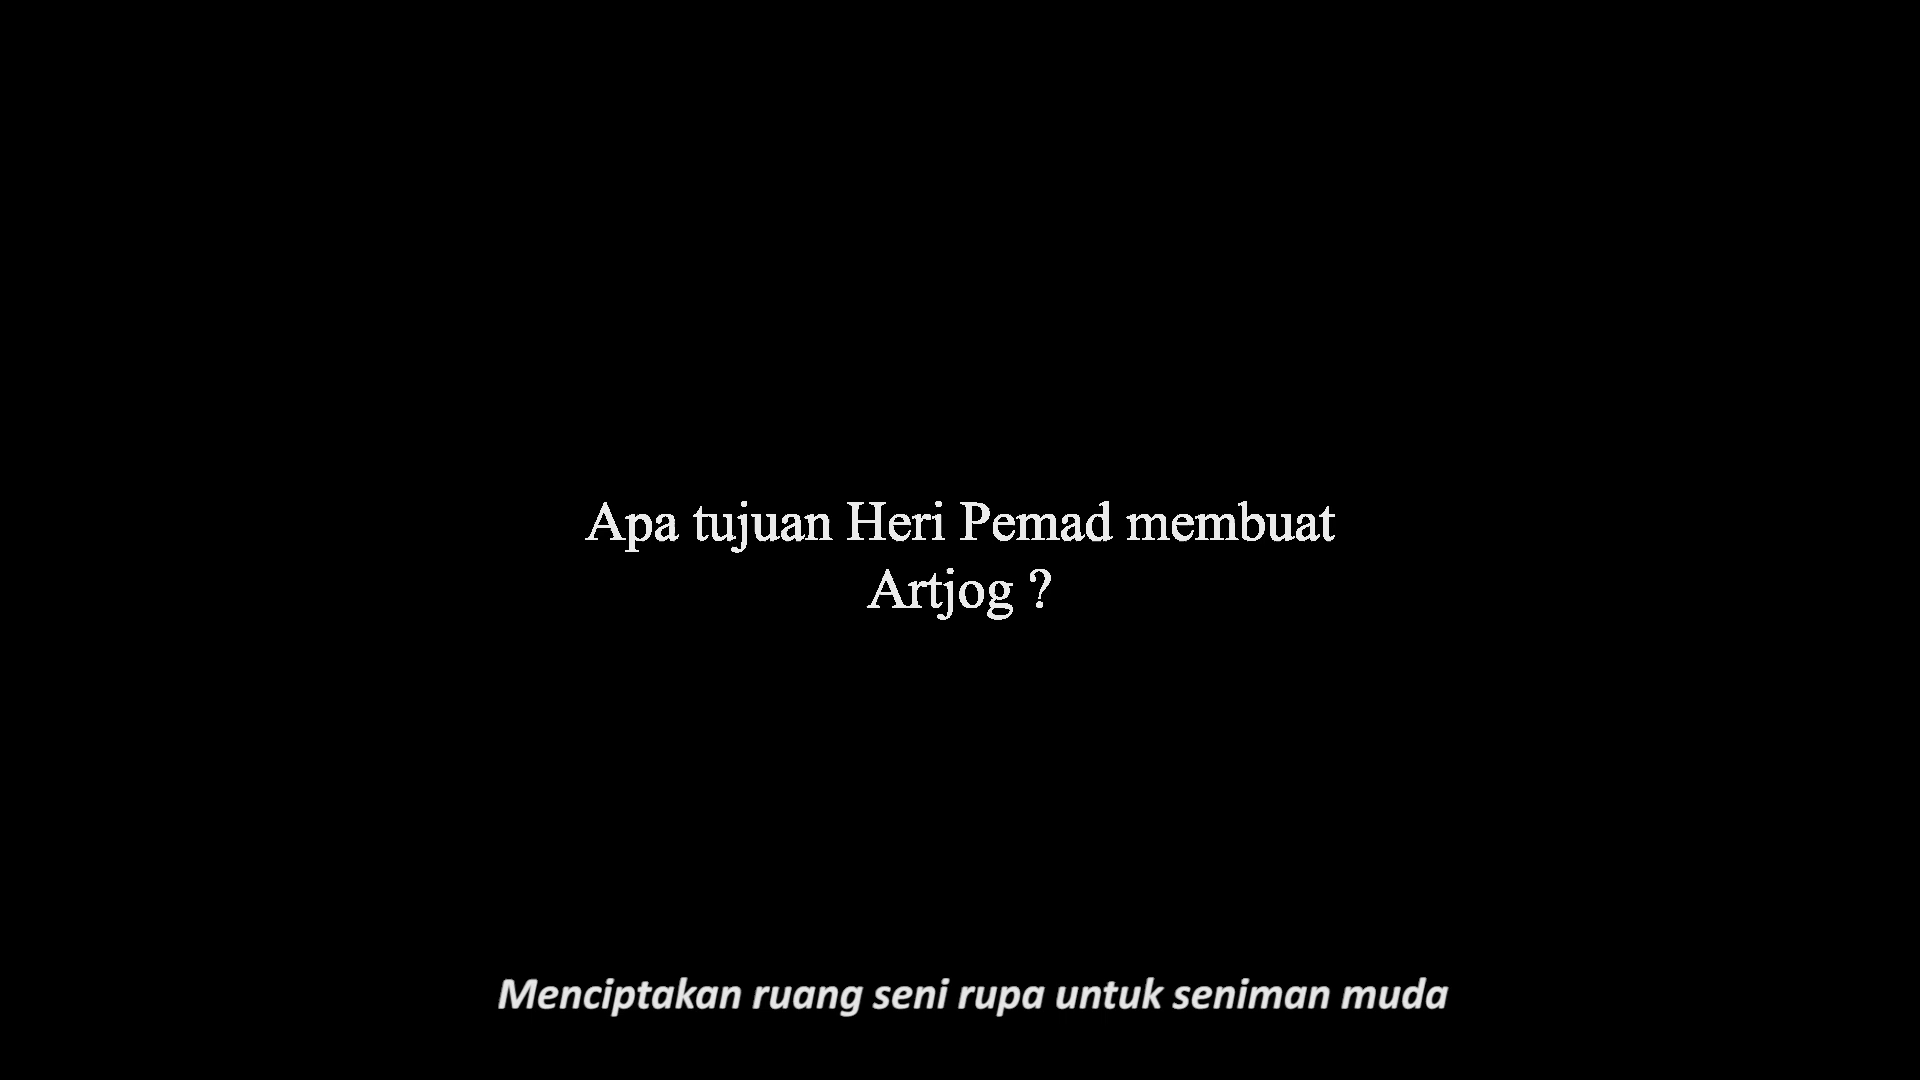 Apa tujuan Heri Pemad membuat
Artjog ?
Menciptakan ruang seni rupa untuk seniman muda